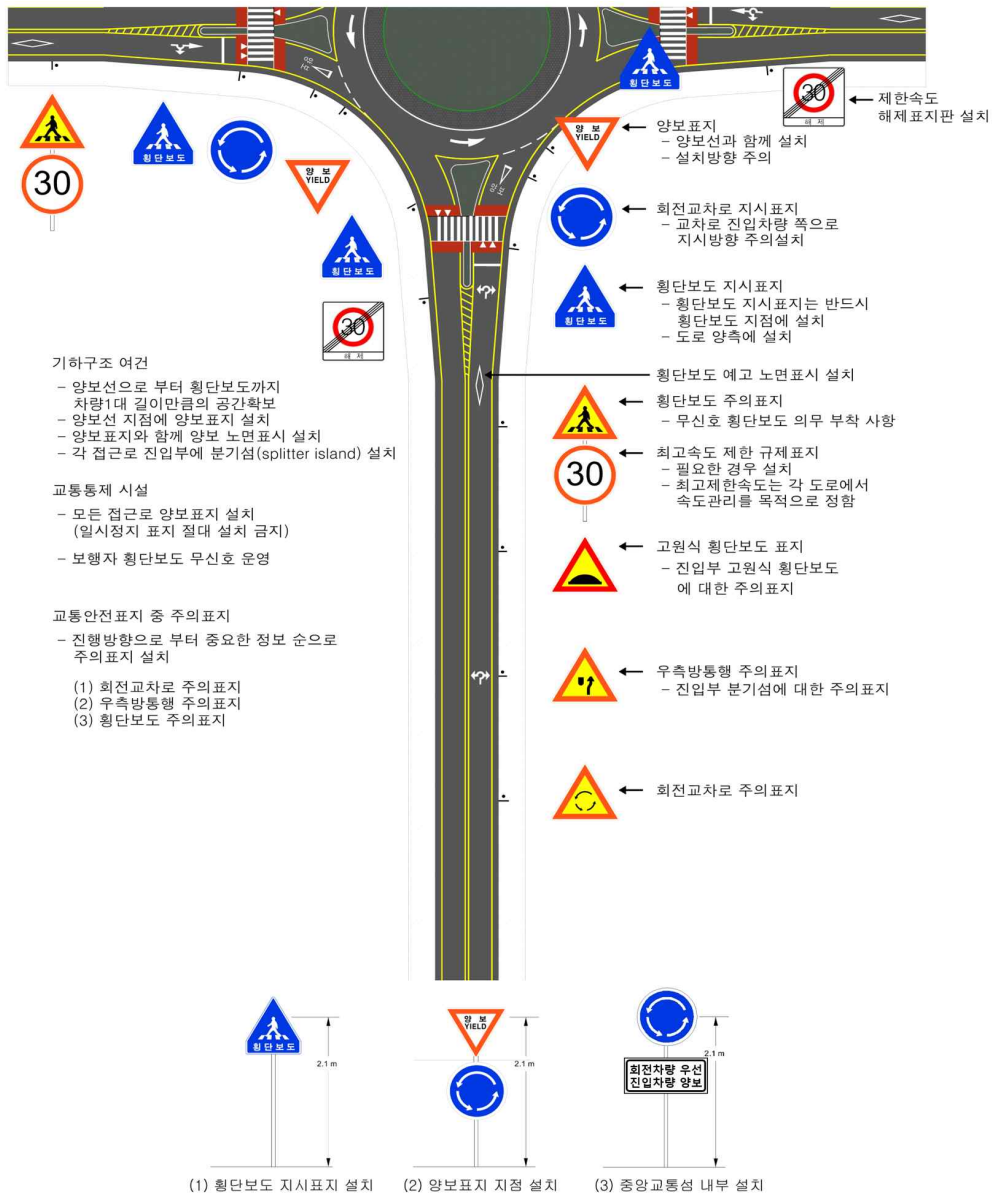 양보
양보
30
해 제
제한속도
해제표지판 설치
횡단보도
30
횡단보도
양 보
YIELD
횡단보도
30
해 제
양 보
YIELD
양보표지
- 양보선과 함께 설치
- 설치방향 주의
회전교차로 지시표지
- 교차로 진입차량 쪽으로
지시방향 주의설치
횡단보도
횡단보도 지시표지
- 횡단보도 지시표지는 반드시
횡단보도 지점에 설치
- 도로 양측에 설치
횡단보도 예고 노면표시 설치
횡단보도 주의표지
- 무신호 횡단보도 의무 부착 사항
30
최고속도 제한 규제표지
- 필요한 경우 설치
- 최고제한속도는 각 도로에서
속도관리를 목적으로 정함
고원식 횡단보도 표지
- 진입부 고원식 횡단보도
에 대한 주의표지
우측방통행 주의표지
- 진입부 분기섬에 대한 주의표지
회전교차로 주의표지
기하구조 여건
- 양보선으로 부터 횡단보도까지
차량1대 길이만큼의 공간확보
- 양보선 지점에 양보표지 설치
- 양보표지와 함께 양보 노면표시 설치
- 각 접근로 진입부에 분기섬(splitter island) 설치
교통통제 시설
- 모든 접근로 양보표지 설치
(일시정지 표지 절대 설치 금지)
- 보행자 횡단보도 무신호 운영
교통안전표지 중 주의표지
- 진행방향으로 부터 중요한 정보 순으로
주의표지 설치
(1) 회전교차로 주의표지
(2) 우측방통행 주의표지
(3) 횡단보도 주의표지
횡단보도
2.1 m
(1) 횡단보도 지시표지 설치
양 보
YIELD
2.1 m
(2) 양보표지 지점 설치
회전차량 우선
진입차량 양보
2.1 m
(3) 중앙교통섬 내부 설치